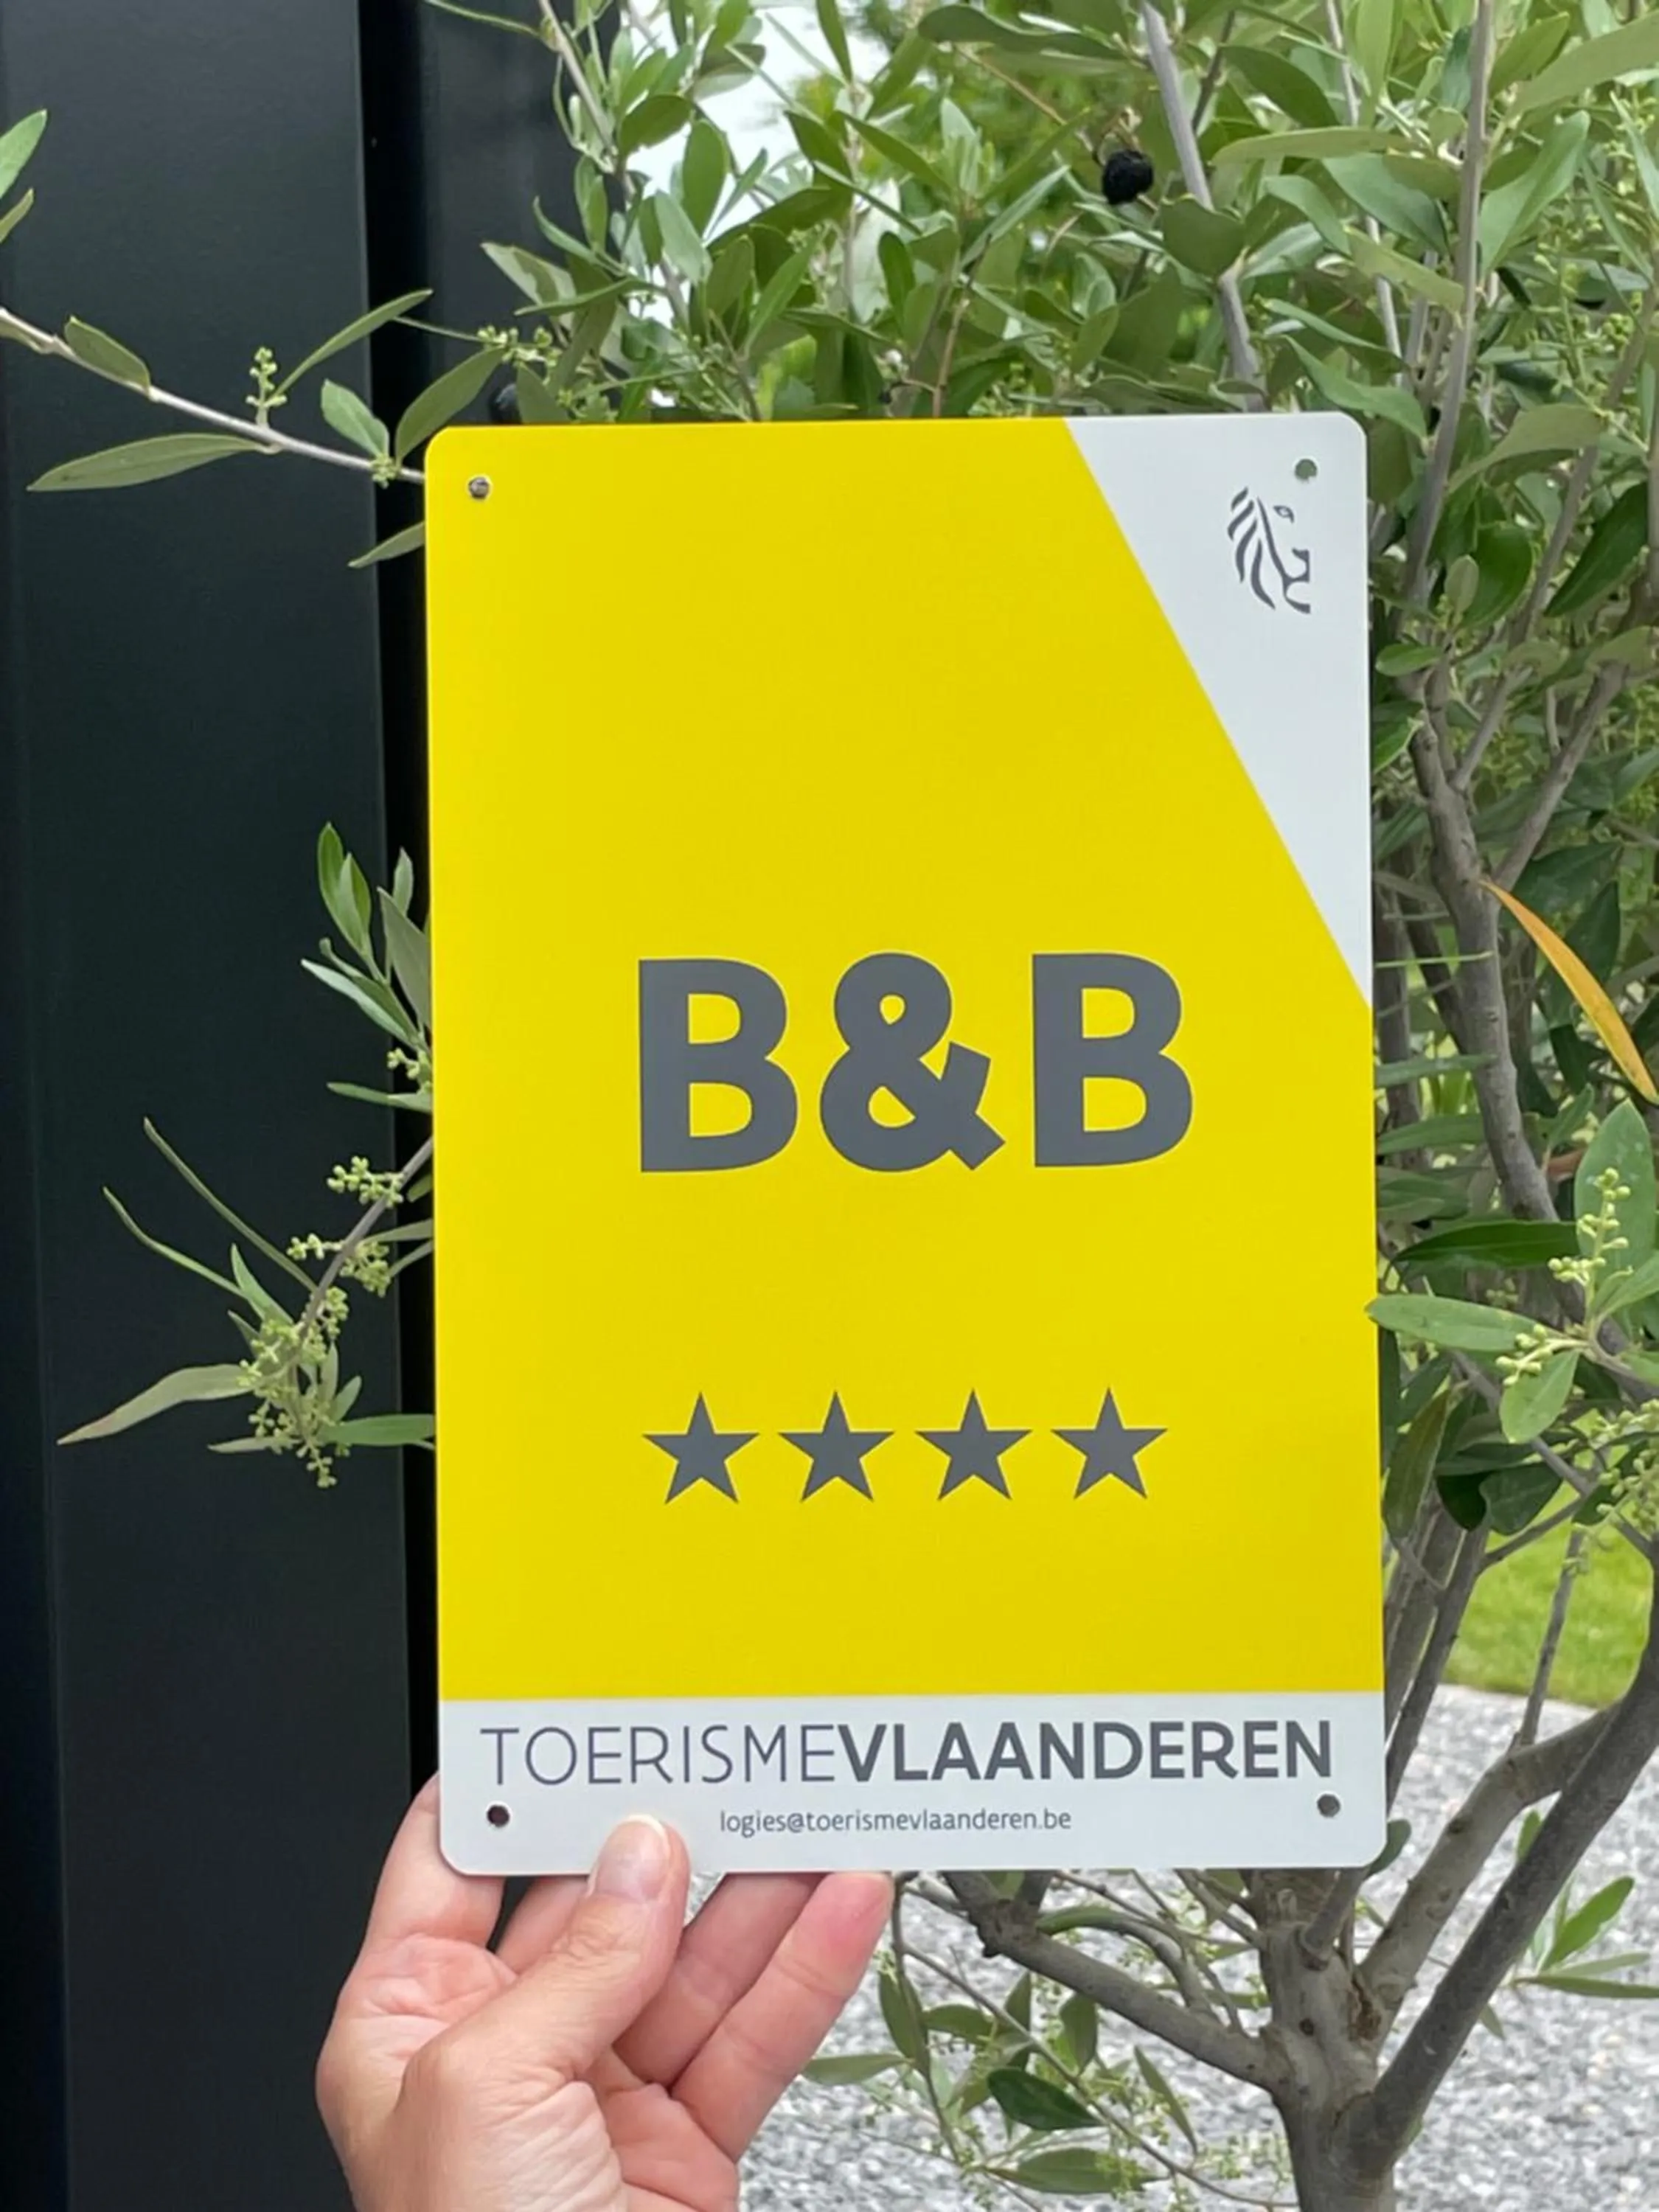 B&B
★★★★
TOERISMEVLAANDEREN
logies@toerismevlaanderen.be